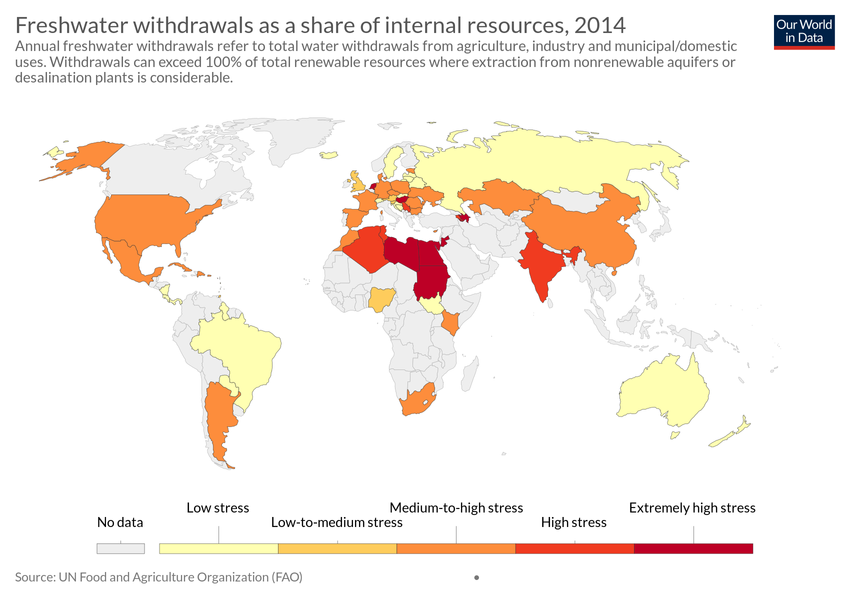 Freshwater withdrawals as a share of internal resources, 2014
Our World
in Data
Annual freshwater withdrawals refer to total water withdrawals from agriculture, industry and municipal/domestic
uses. Withdrawals can exceed 100% of total renewable resources where extraction from nonrenewable aquifers or
desalination plants is considerable.
No data
Low stress
Low-to-medium stress
Medium-to-high stress
High stress
Extremely high stress
Source: UN Food and Agriculture Organization (FAO)
•